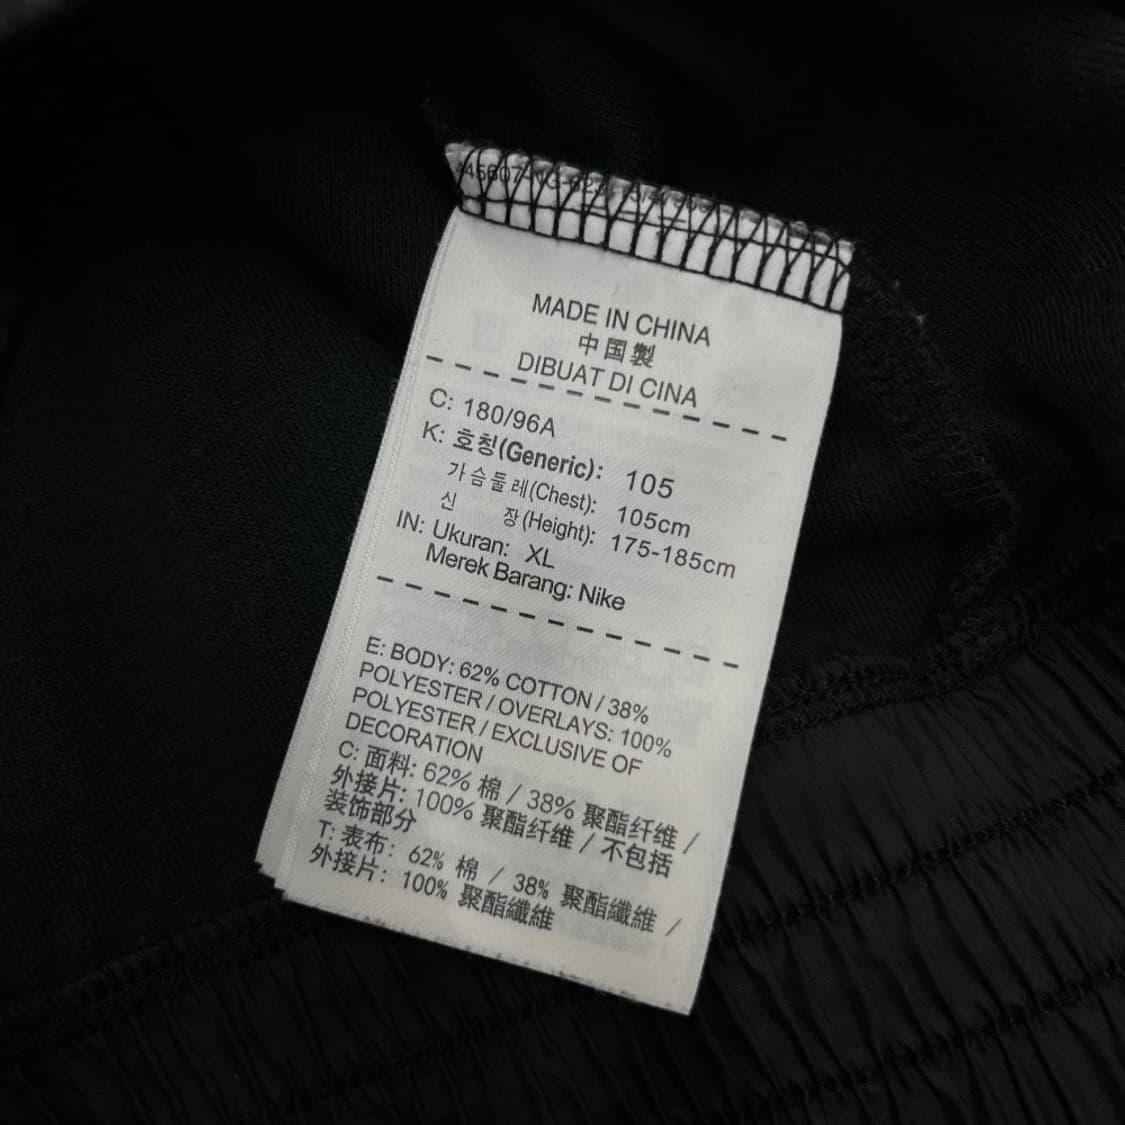 MADE IN CHINA
中国製
DIBUAT DI CINA
C: 180/96A
K: 호칭(Generic): 105
가슴둘레(Chest): 105cm
신 장(Height): 175-185cm
IN: Ukuran: XL
Merek Barang: Nike
E: BODY: 62% COTTON / 38%
POLYESTER / OVERLAYS: 100%
POLYESTER / EXCLUSIVE OF
DECORATION
C: 面料: 62% 棉 / 38% 聚酯纤维 /
外接片: 100% 聚酯纤维 / 不包括
装饰部分
T: 表布: 62% 棉 / 38% 聚酯纖維 /
外接片: 100% 聚酯纖維